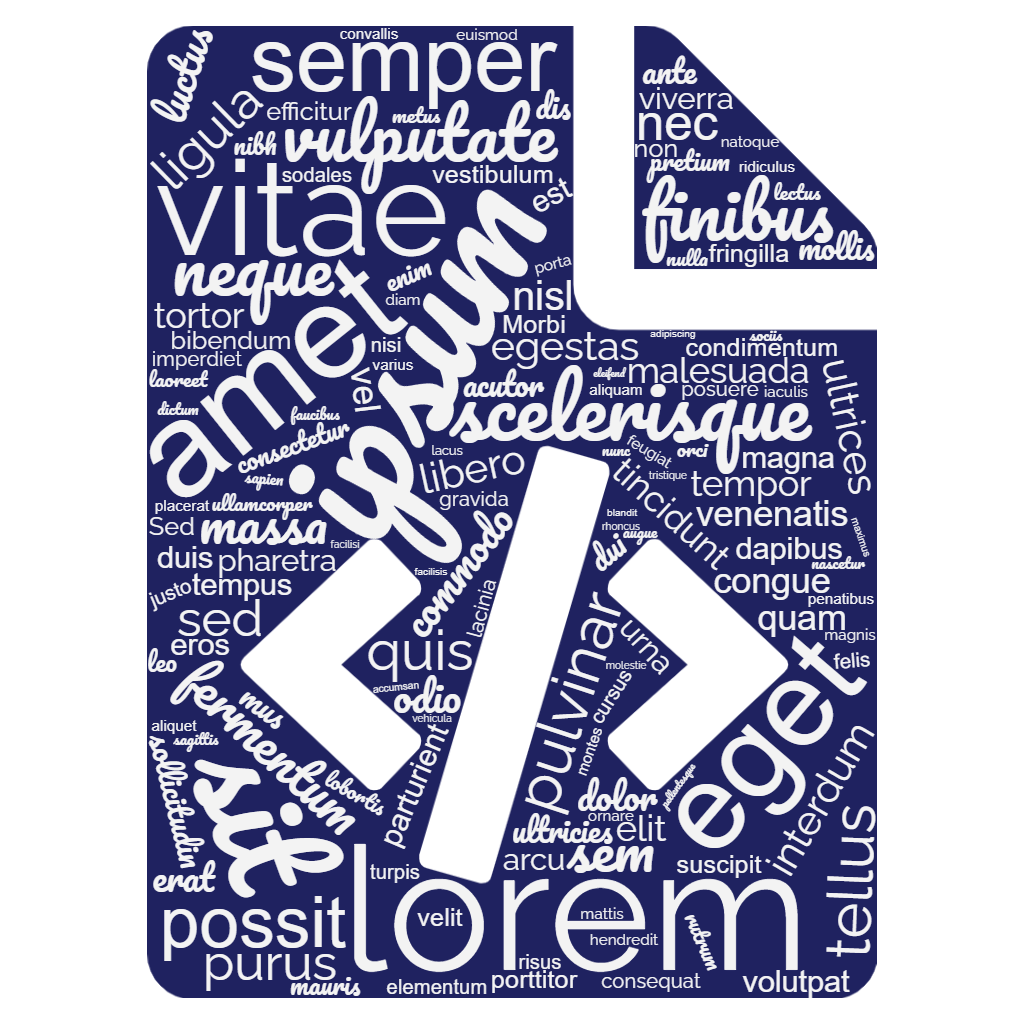 convallis
euismod
semper
luctus
ligula
efficitur
metus
dis
nibh
vulputate
sodales
vestibulum
vitae
est
ante
viverra
nec
non
natoque
pretium
ridiculus
lectus
finibus
nulla
fringilla
mollis
neque
enim
diam
porta
nisl
tortor
Morbi
bibendum
nisi
egestas
imperdiet
varius
laoreet
amet
ipsum
vel
adipiscing
sociis
condimentum
eleifend
malesuada
acutor
aliquam
posuere
iaculis
ultrices
scelerisque
dictum
faucibus
consectetur
sapien
lacus
libero
gravida
nunc
feugiat
orci
magna
tristique
tempor
tincidunt
placerat
ullamcorper
Sed
massa
facilisi
blandit
venenatis
rhoncus
augue
maximus
duis
pharetra
commodo
dui
dapibus
nascetur
facilisis
justo
tempus
congue
penatibus
sed
lacinia
quam
eros
quis
pulvinar
urna
magnis
leo
molestie
felis
accumsan
odio
vehicula
fermentum
mus
cursus
montes
eget
aliquet
sagittis
sollicitudin
lobortis
parturient
pellentesque
interdum
sit
dolor
ornare
ultricies
elit
tellus
erat
turpis
arcu
sem
suscipit
possit
lorem
velit
mattis
hendredit
rutrum
purus
risus
mauris
elementum
porttitor
consequat
volutpat